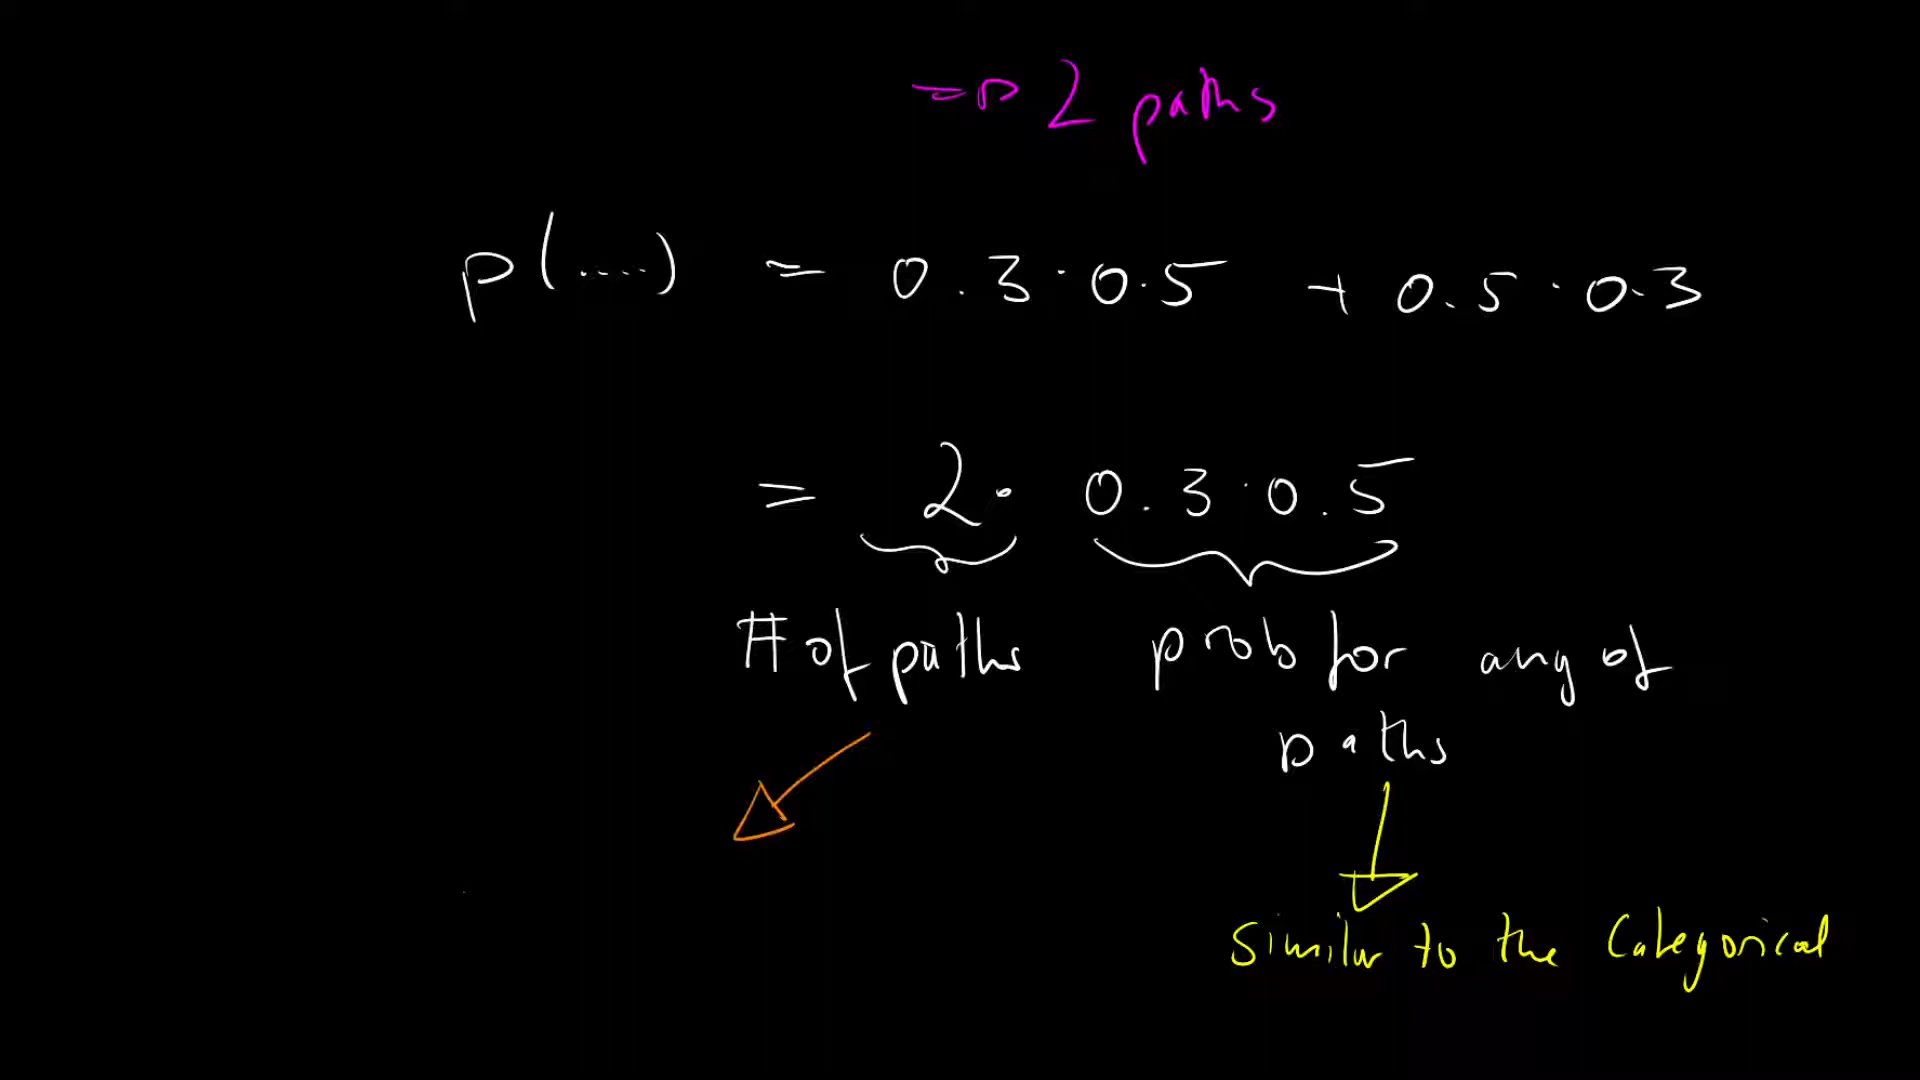 ⇒ 2 paths
p(....) = 0.3 · 0.5 + 0.5 · 0.3
= 2 · 0.3 · 0.5
# of paths prob for any of
paths
Similar to the Categorical